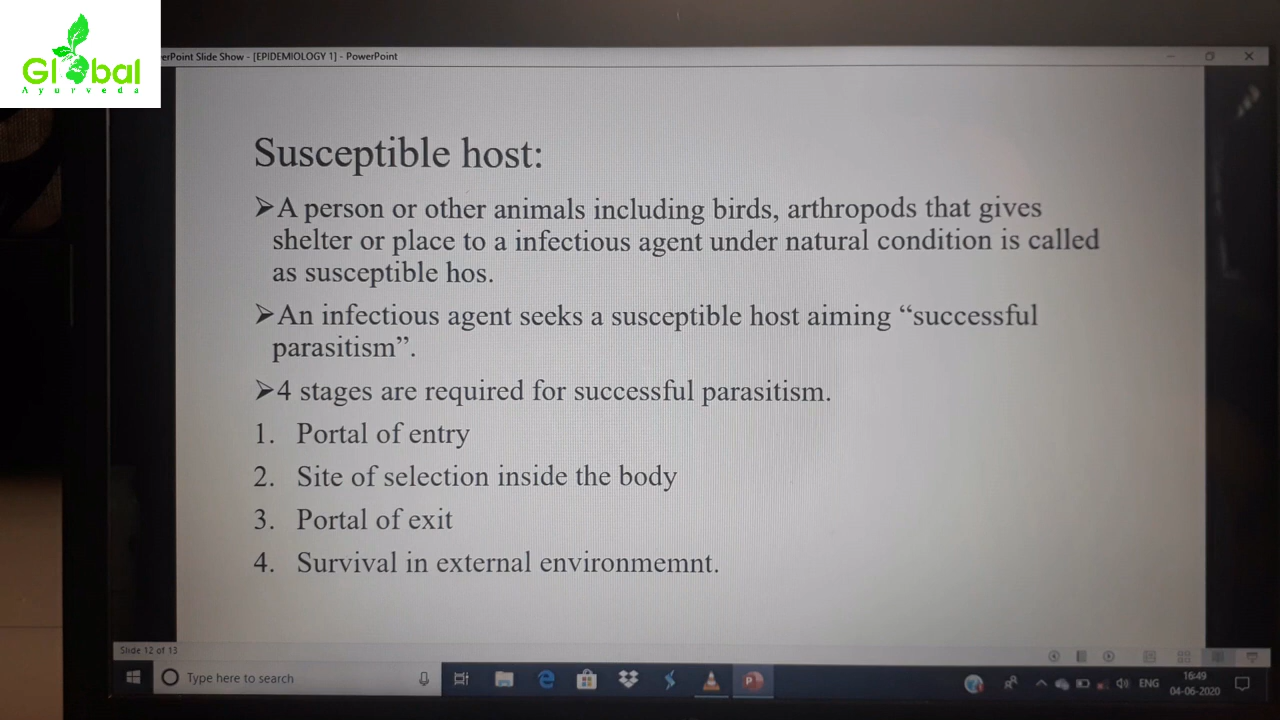 Global
Ayurveda
erPoint Slide Show - [EPIDEMIOLOGY 1] - PowerPoint
Susceptible host:
➢A person or other animals including birds, arthropods that gives
shelter or place to a infectious agent under natural condition is called
as susceptible hos.
➢An infectious agent seeks a susceptible host aiming “successful
parasitism”.
➢4 stages are required for successful parasitism.
1. Portal of entry
2. Site of selection inside the body
3. Portal of exit
4. Survival in external environmemnt.
Slide 12 of 13
Type here to search
ENG
16:49
04-06-2020